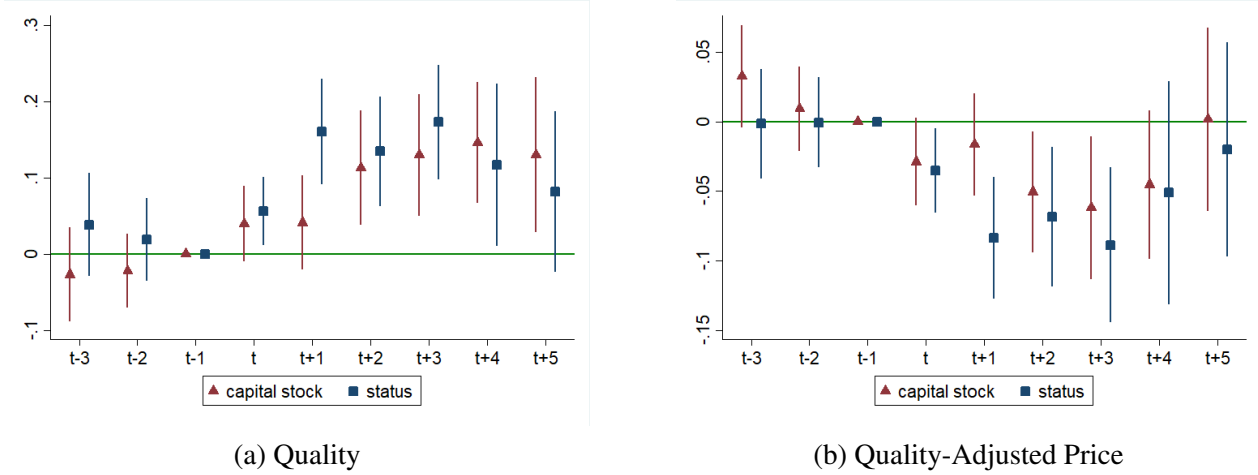 .3
.2
.1
0
-.1
t-3 t-2 t-1 t t+1 t+2 t+3 t+4 t+5
capital stock status
(a) Quality
.05
0
-.05
-.1
-.15
t-3 t-2 t-1 t t+1 t+2 t+3 t+4 t+5
capital stock status
(b) Quality-Adjusted Price